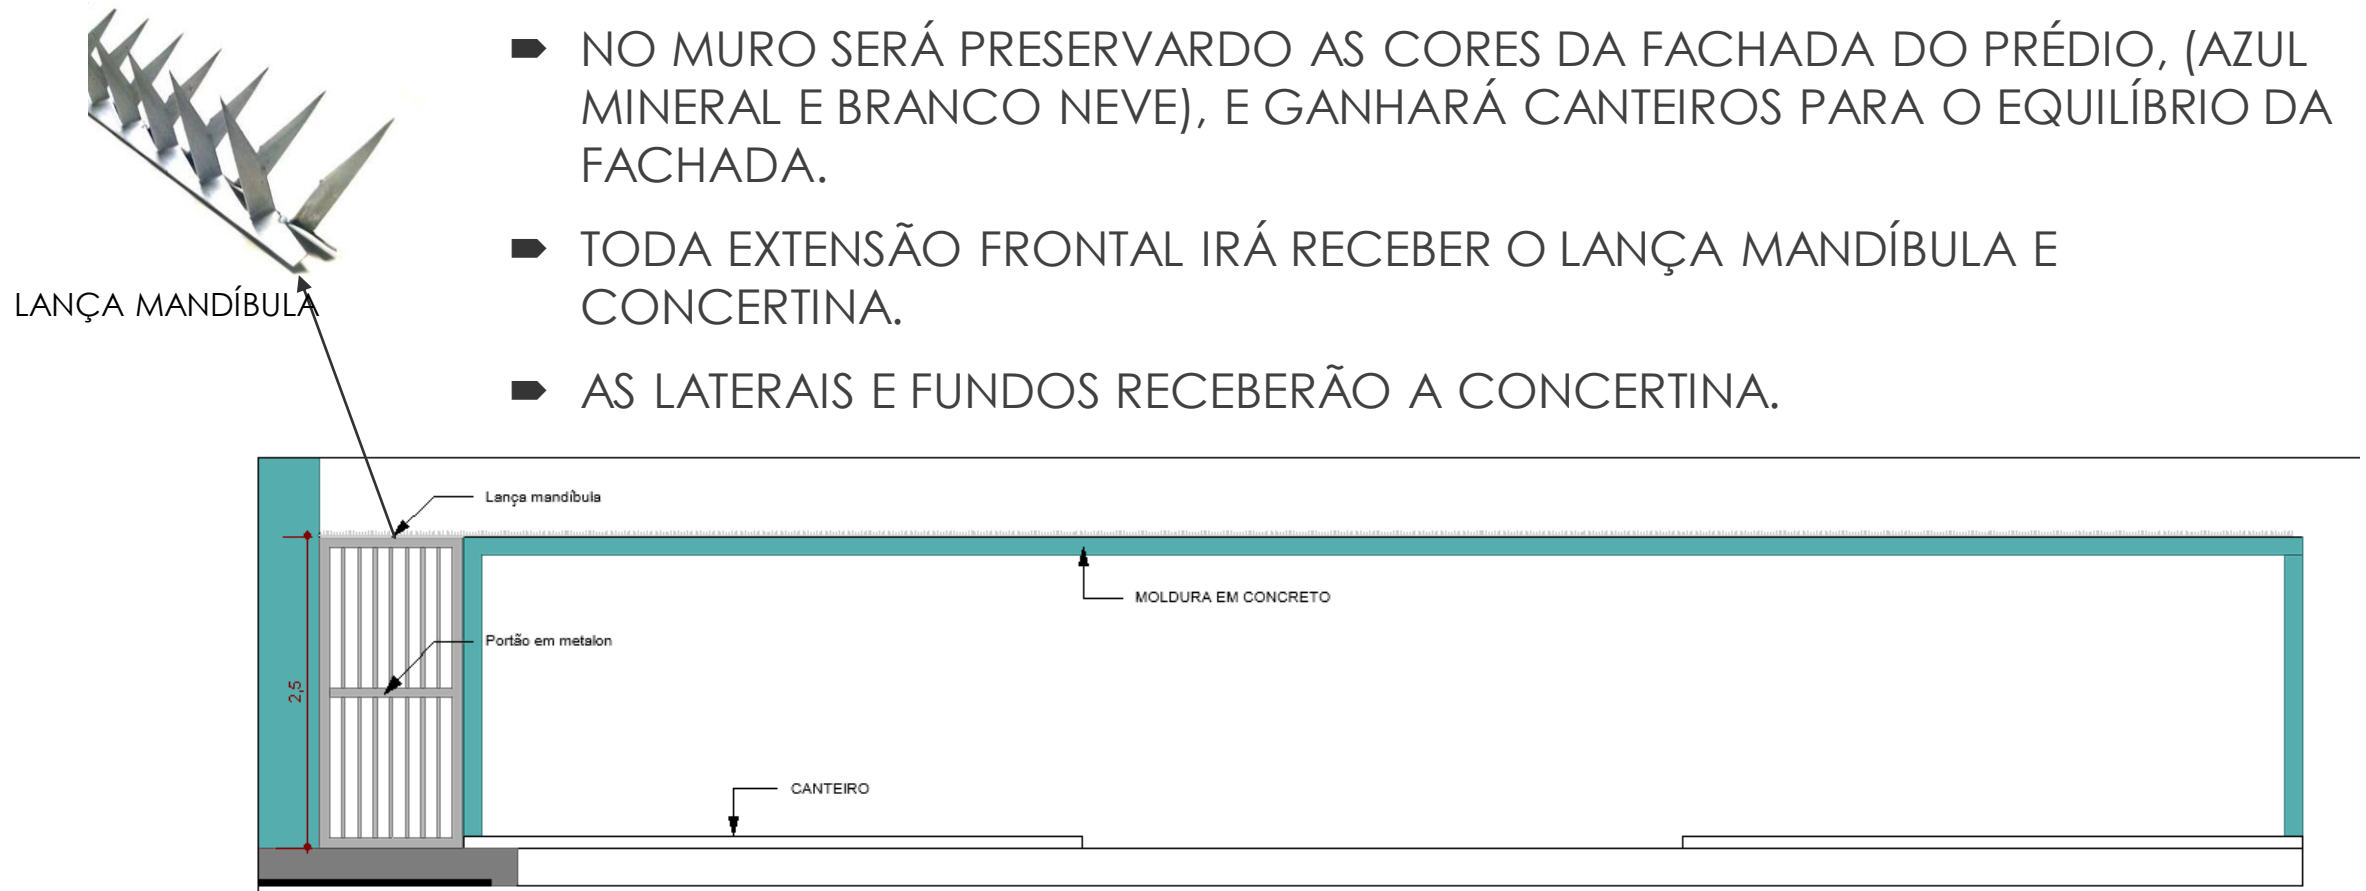 NO MURO SERÁ PRESERVARDO AS CORES DA FACHADA DO PRÉDIO, (AZUL
MINERAL E BRANCO NEVE), E GANHARÁ CANTEIROS PARA O EQUILÍBRIO DA
FACHADA.
TODA EXTENSÃO FRONTAL IRÁ RECEBER O LANÇA MANDÍBULA E
CONCERTINA.
LANÇA MANDÍBULA
AS LATERAIS E FUNDOS RECEBERÃO A CONCERTINA.
Lança mandíbula
MOLDURA EM CONCRETO
Portão em metalon
2,5
CANTEIRO